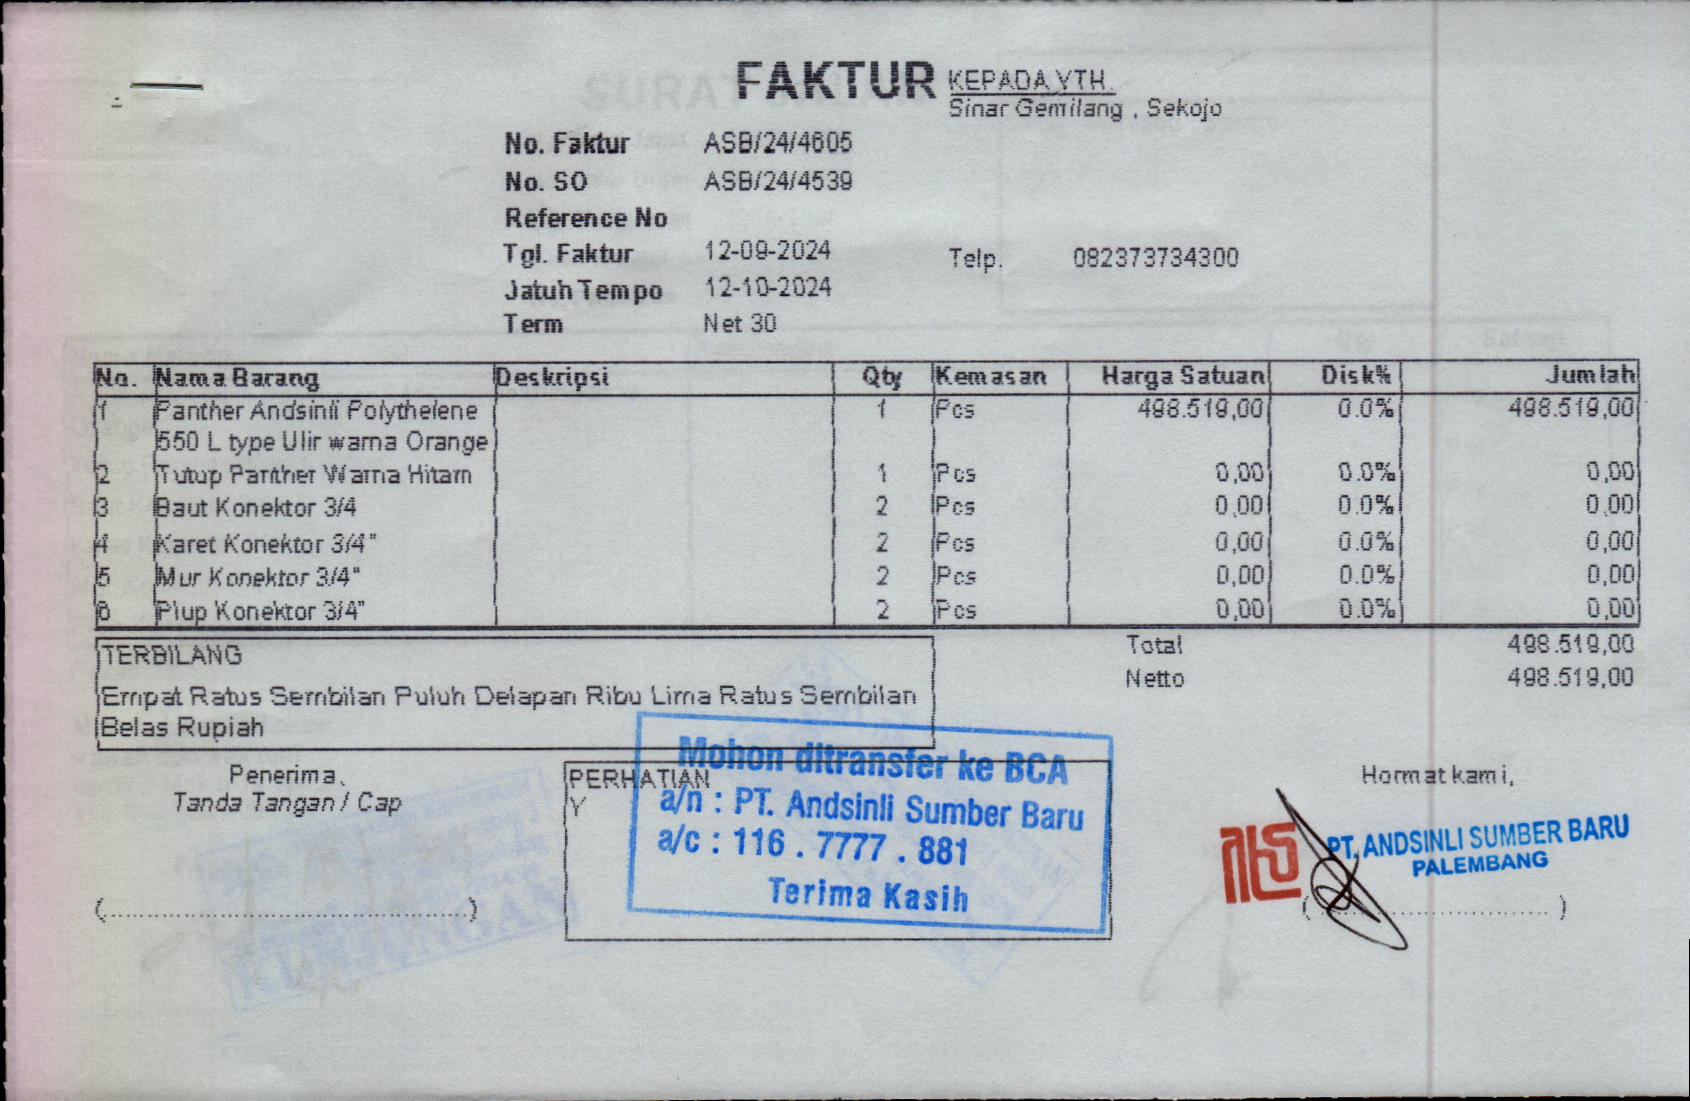 FAKTUR
KEPADA YTH.
Sinar Gemilang , Sekojo
No. Faktur ASB/24/4605
No. SO ASB/24/4539
Reference No
Tgl. Faktur 12-09-2024 Telp. 082373734300
Jatuh Tempo 12-10-2024
Term Net 30
No. Nama Barang Deskripsi Qty Kemasan Harga Satuan Disk% Jumlah
1 Panther Andsinli Polythelene 1 Pcs 498.519,00 0.0% 498.519,00
550 L type Ulir warna Orange
2 Tutup Panther Warna Hitam 1 Pcs 0,00 0.0% 0,00
3 Baut Konektor 3/4 2 Pcs 0,00 0.0% 0,00
4 Karet Konektor 3/4" 2 Pcs 0,00 0.0% 0,00
5 Mur Konektor 3/4" 2 Pcs 0,00 0.0% 0,00
6 Plup Konektor 3/4" 2 Pcs 0,00 0.0% 0,00
Total 498.519,00
Netto 498.519,00
TERBILANG
Empat Ratus Sembilan Puluh Delapan Ribu Lima Ratus Sembilan
Belas Rupiah
Penerima,
Tanda Tangan / Cap
(..........................................)
PERHATIAN
Y
Mohon ditransfer ke BCA
a/n : PT. Andsinli Sumber Baru
a/c : 116 . 7777 . 881
Terima Kasih
Hormat kami,
PT. ANDSINLI SUMBER BARU
PALEMBANG
(..............................)